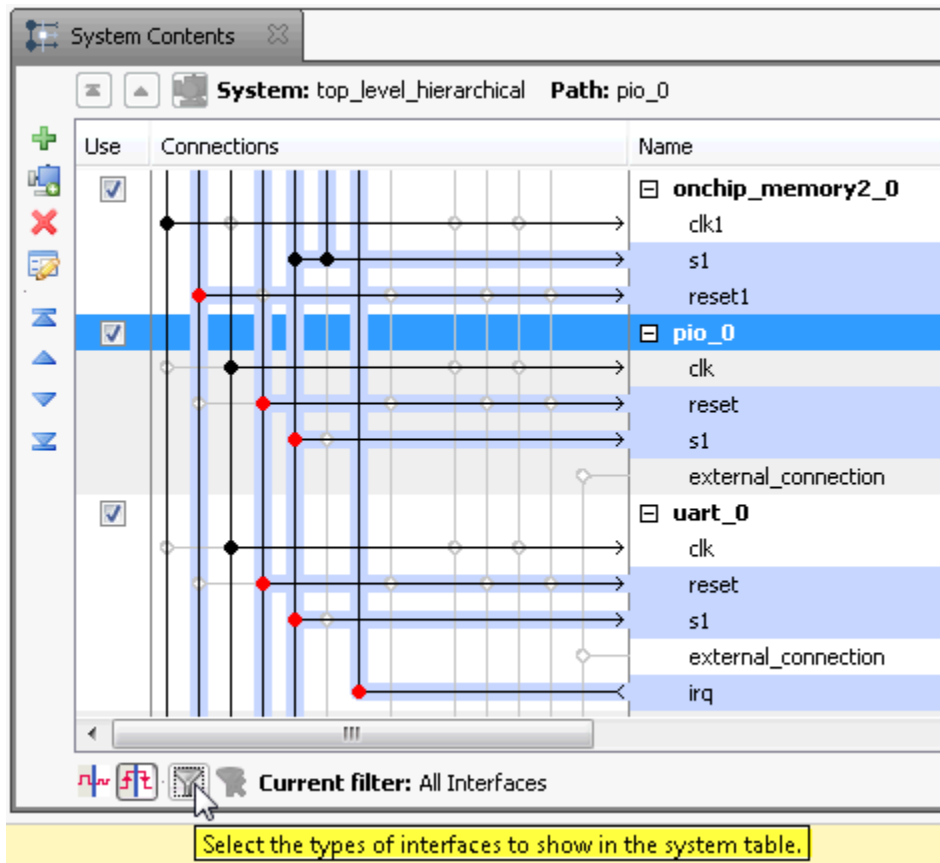 System Contents
System: top_level_hierarchical Path: pio_0
Use Connections Name
onchip_memory2_0
clk1
s1
reset1
pio_0
clk
reset
s1
external_connection
uart_0
clk
reset
s1
external_connection
irq
Current filter: All Interfaces
Select the types of interfaces to show in the system table.